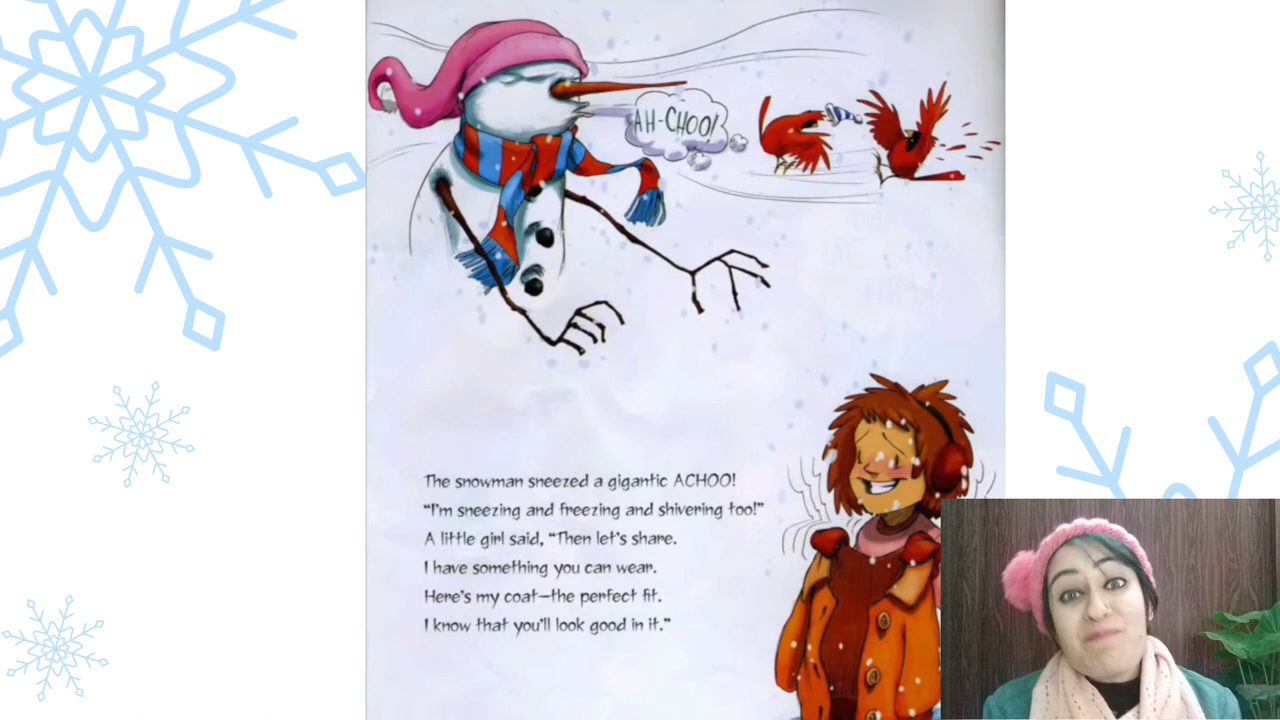 AH-CHOO!
The snowman sneezed a gigantic ACHOO!
“I’m sneezing and freezing and shivering too!”
A little girl said, “Then let’s share.
I have something you can wear.
Here’s my coat—the perfect fit.
I know that you’ll look good in it.”